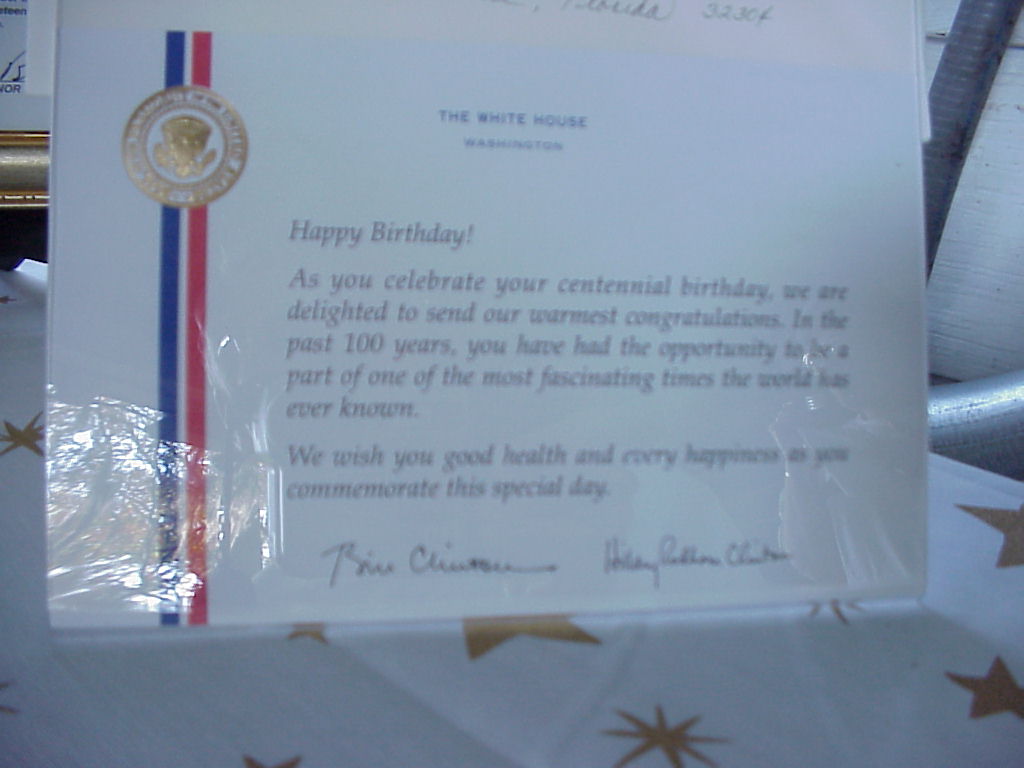 , Florida 32304
THE WHITE HOUSE
WASHINGTON
Happy Birthday!
As you celebrate your centennial birthday, we are
delighted to send our warmest congratulations. In the
past 100 years, you have had the opportunity to be a
part of one of the most fascinating times the world has
ever known.
We wish you good health and every happiness as you
commemorate this special day.
Bill Clinton Hillary Rodham Clinton